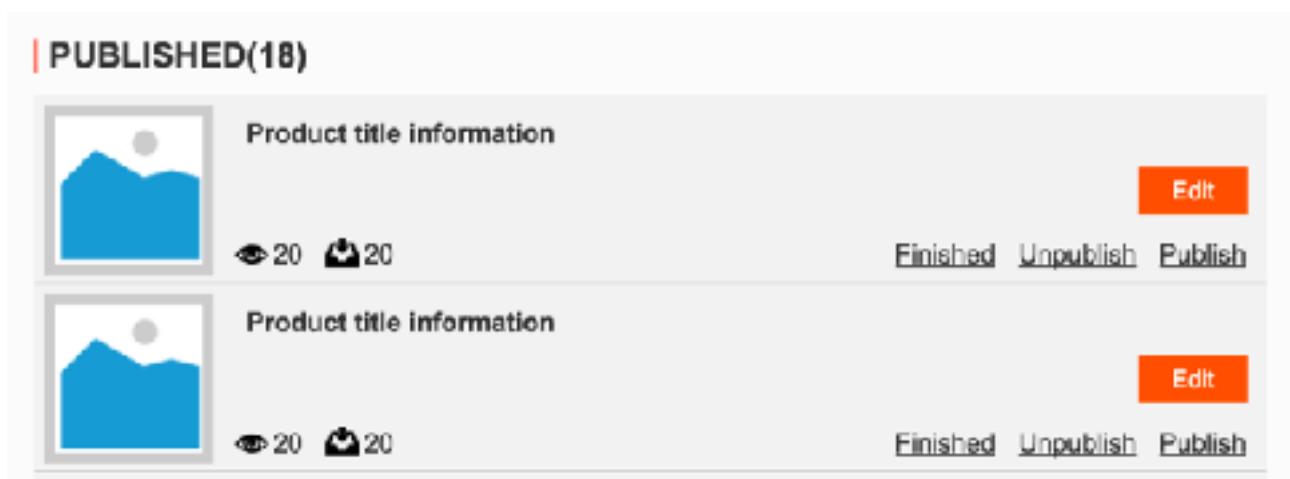 PUBLISHED(18)
Product title information
Edit
20 20 Finished Unpublish Publish
Product title information
Edit
20 20 Finished Unpublish Publish